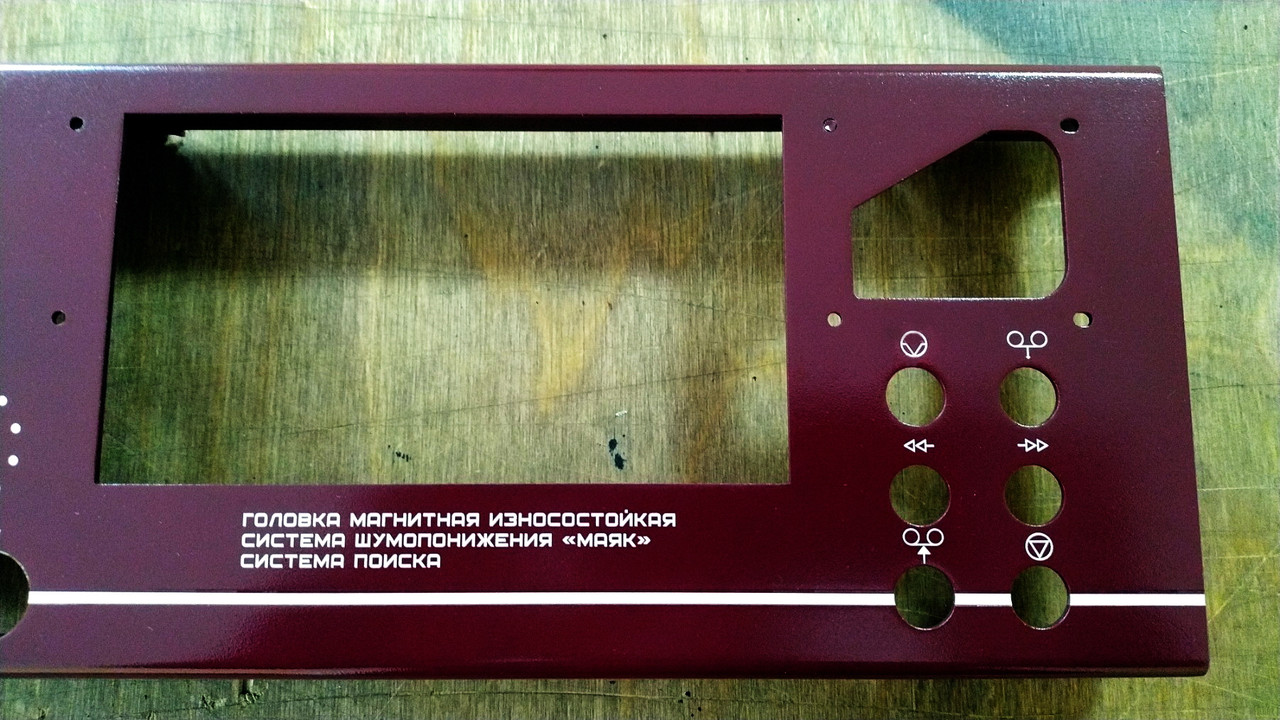 ГОЛОВКА МАГНИТНАЯ ИЗНОСОСТОЙКАЯ
СИСТЕМА ШУМОПОНИЖЕНИЯ «МАЯК»
СИСТЕМА ПОИСКА